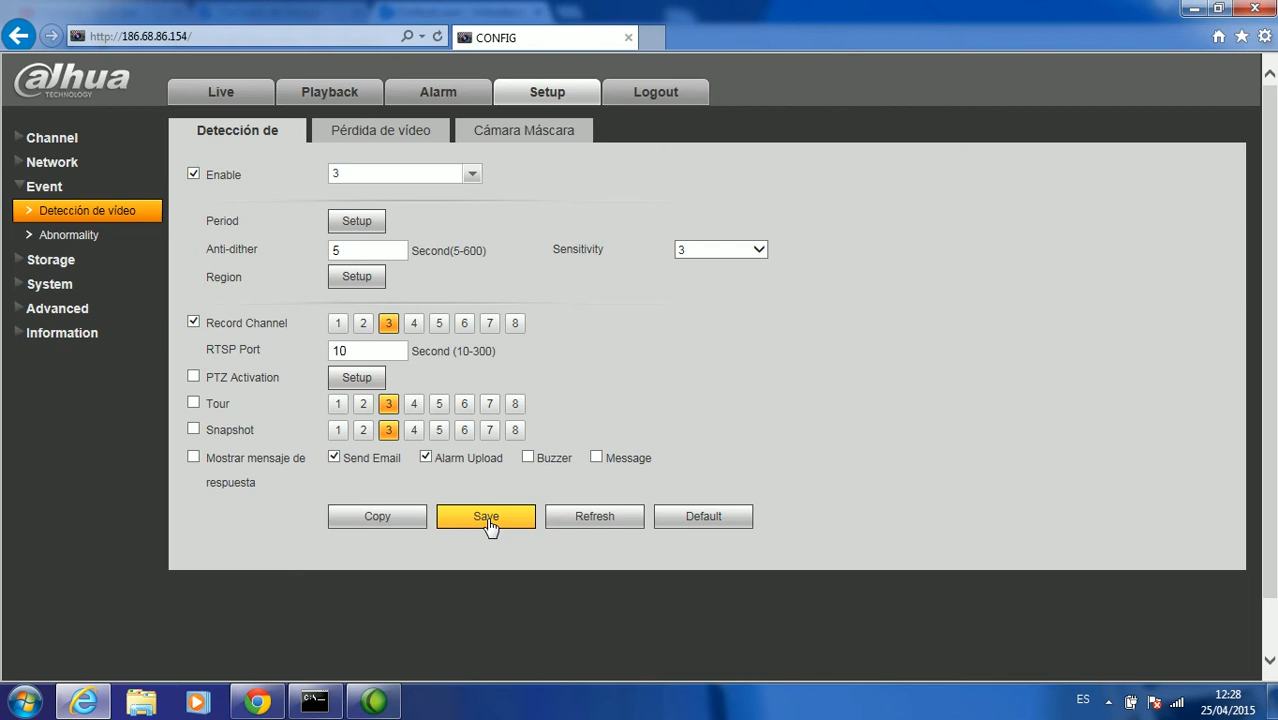 http://186.68.86.154/
CONFIG
alhua
TECHNOLOGY
Live
Playback
Alarm
Setup
Logout
Channel
Network
Event
> Detección de vídeo
> Abnormality
Storage
System
Advanced
Information
Detección de
Pérdida de vídeo
Cámara Máscara
Enable
3
Period
Setup
Anti-dither
5
Second(5-600)
Sensitivity
3
Region
Setup
Record Channel
1 2 3 4 5 6 7 8
RTSP Port
10
Second (10-300)
PTZ Activation
Setup
Tour
1 2 3 4 5 6 7 8
Snapshot
1 2 3 4 5 6 7 8
Mostrar mensaje de
respuesta
Send Email
Alarm Upload
Buzzer
Message
Copy
Save
Refresh
Default
C:\
ES
12:28
25/04/2015